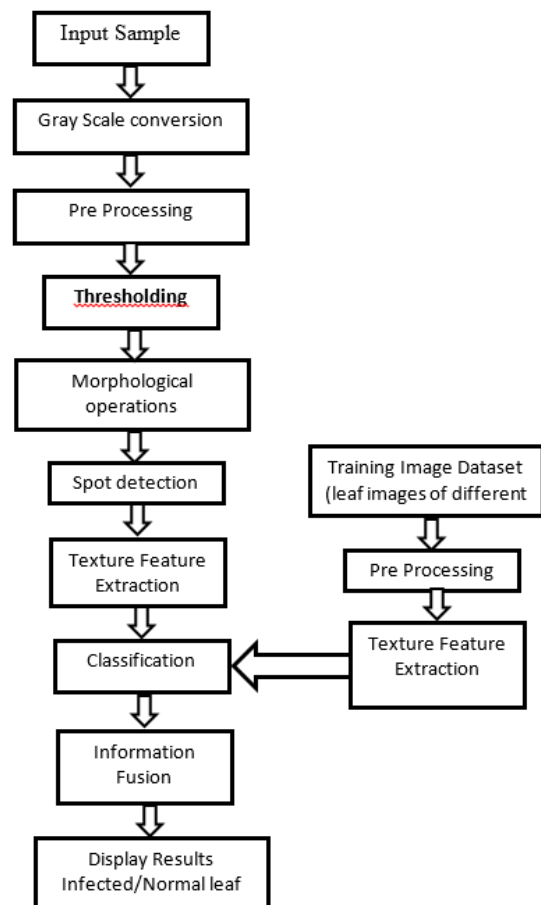 Input Sample
Gray Scale conversion
Pre Processing
Thresholding
Morphological
operations
Spot detection
Texture Feature
Extraction
Classification
Information
Fusion
Display Results
Infected/Normal leaf
Training Image Dataset
(leaf images of different
Pre Processing
Texture Feature
Extraction